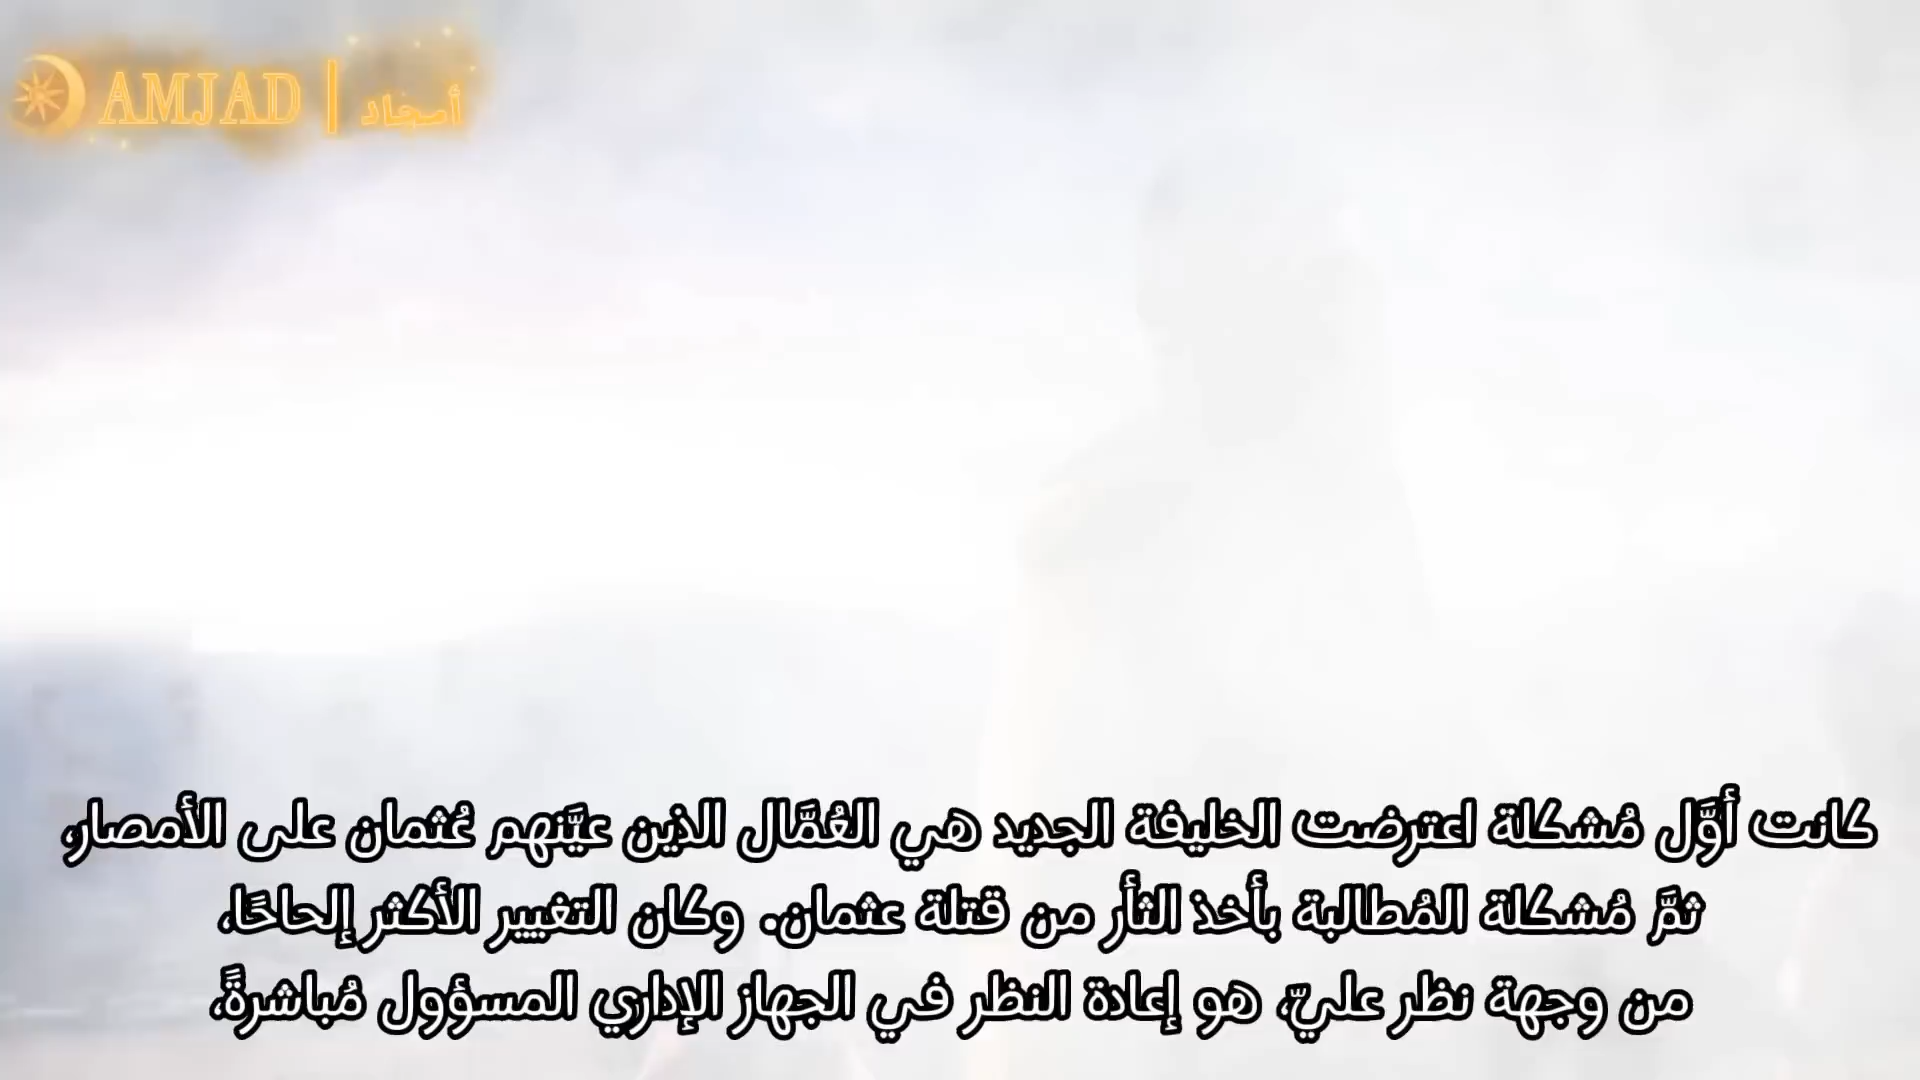 AMJAD | أمجاد
كانت أوَّل مُشكلة اعترضت الخليفة الجديد هي العُمَّال الذين عيَّنهم عُثمان على الأمصار،
ثمَّ مُشكلة المُطالبة بأخذ الثأر من قتلة عثمان. وكان التغيير الأكثر إلحاحًا،
من وجهة نظر عليّ، هو إعادة النظر في الجهاز الإداري المسؤول مُباشرةً،